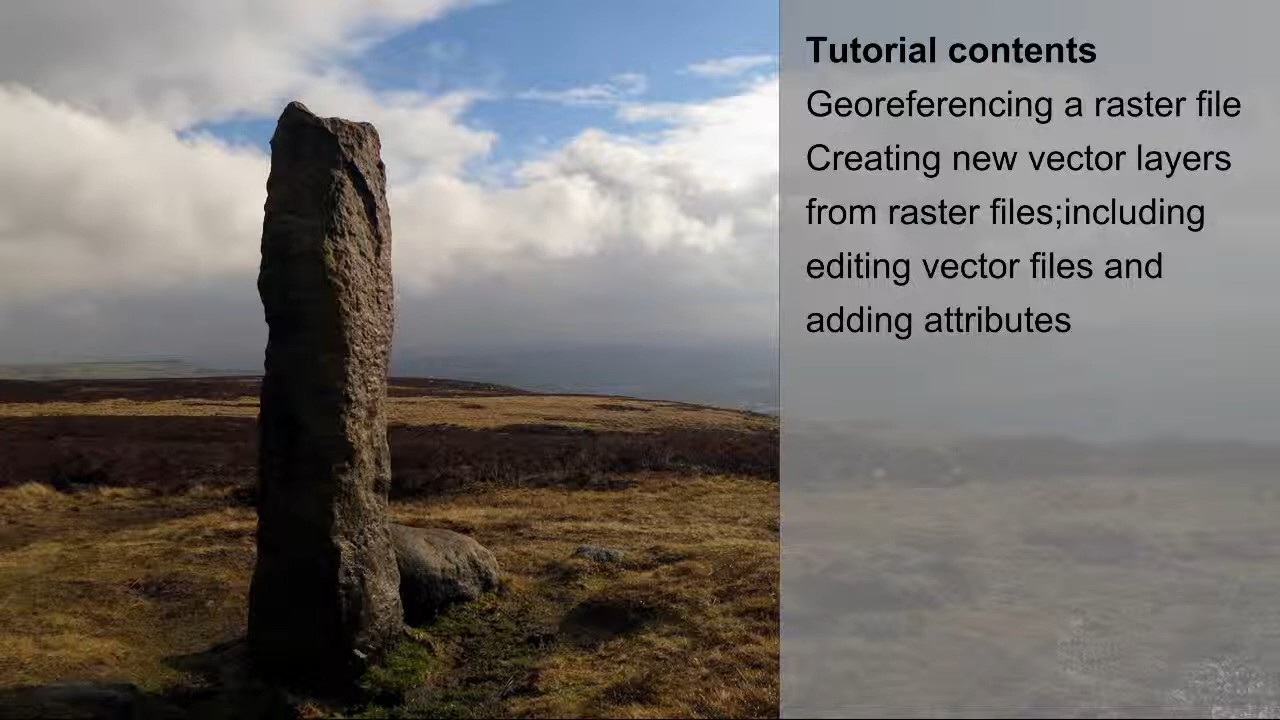 Tutorial contents
Georeferencing a raster file
Creating new vector layers
from raster files;including
editing vector files and
adding attributes